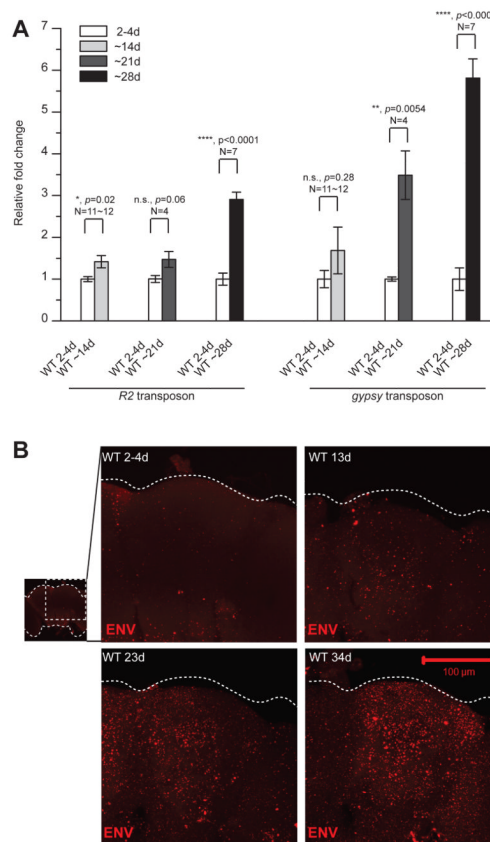 A
Relative fold change
7
6
5
4
3
2
1
0
2-4d
~14d
~21d
~28d
*, p=0.02
N=11~12
n.s., p=0.06
N=4
****, p<0.0001
N=7
n.s., p=0.28
N=11~12
**, p=0.0054
N=4
****, p<0.000
N=7
WT 2-4d
WT ~14d
WT 2-4d
WT ~21d
WT 2-4d
WT ~28d
WT 2-4d
WT ~14d
WT 2-4d
WT ~21d
WT 2-4d
WT ~28d
R2 transposon
gypsy transposon
B
WT 2-4d
ENV
WT 13d
ENV
WT 23d
ENV
WT 34d
100 µm
ENV